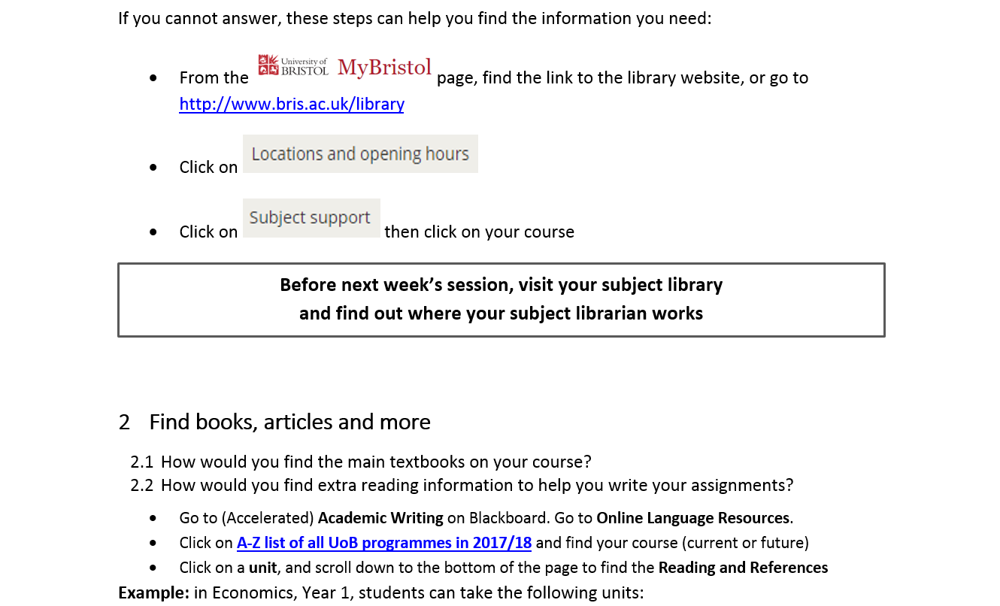 If you cannot answer, these steps can help you find the information you need:
• From the University of BRISTOL MyBristol page, find the link to the library website, or go to
http://www.bris.ac.uk/library
• Click on Locations and opening hours
• Click on Subject support then click on your course
Before next week’s session, visit your subject library
and find out where your subject librarian works
2 Find books, articles and more
2.1 How would you find the main textbooks on your course?
2.2 How would you find extra reading information to help you write your assignments?
• Go to (Accelerated) Academic Writing on Blackboard. Go to Online Language Resources.
• Click on A-Z list of all UoB programmes in 2017/18 and find your course (current or future)
• Click on a unit, and scroll down to the bottom of the page to find the Reading and References
Example: in Economics, Year 1, students can take the following units: